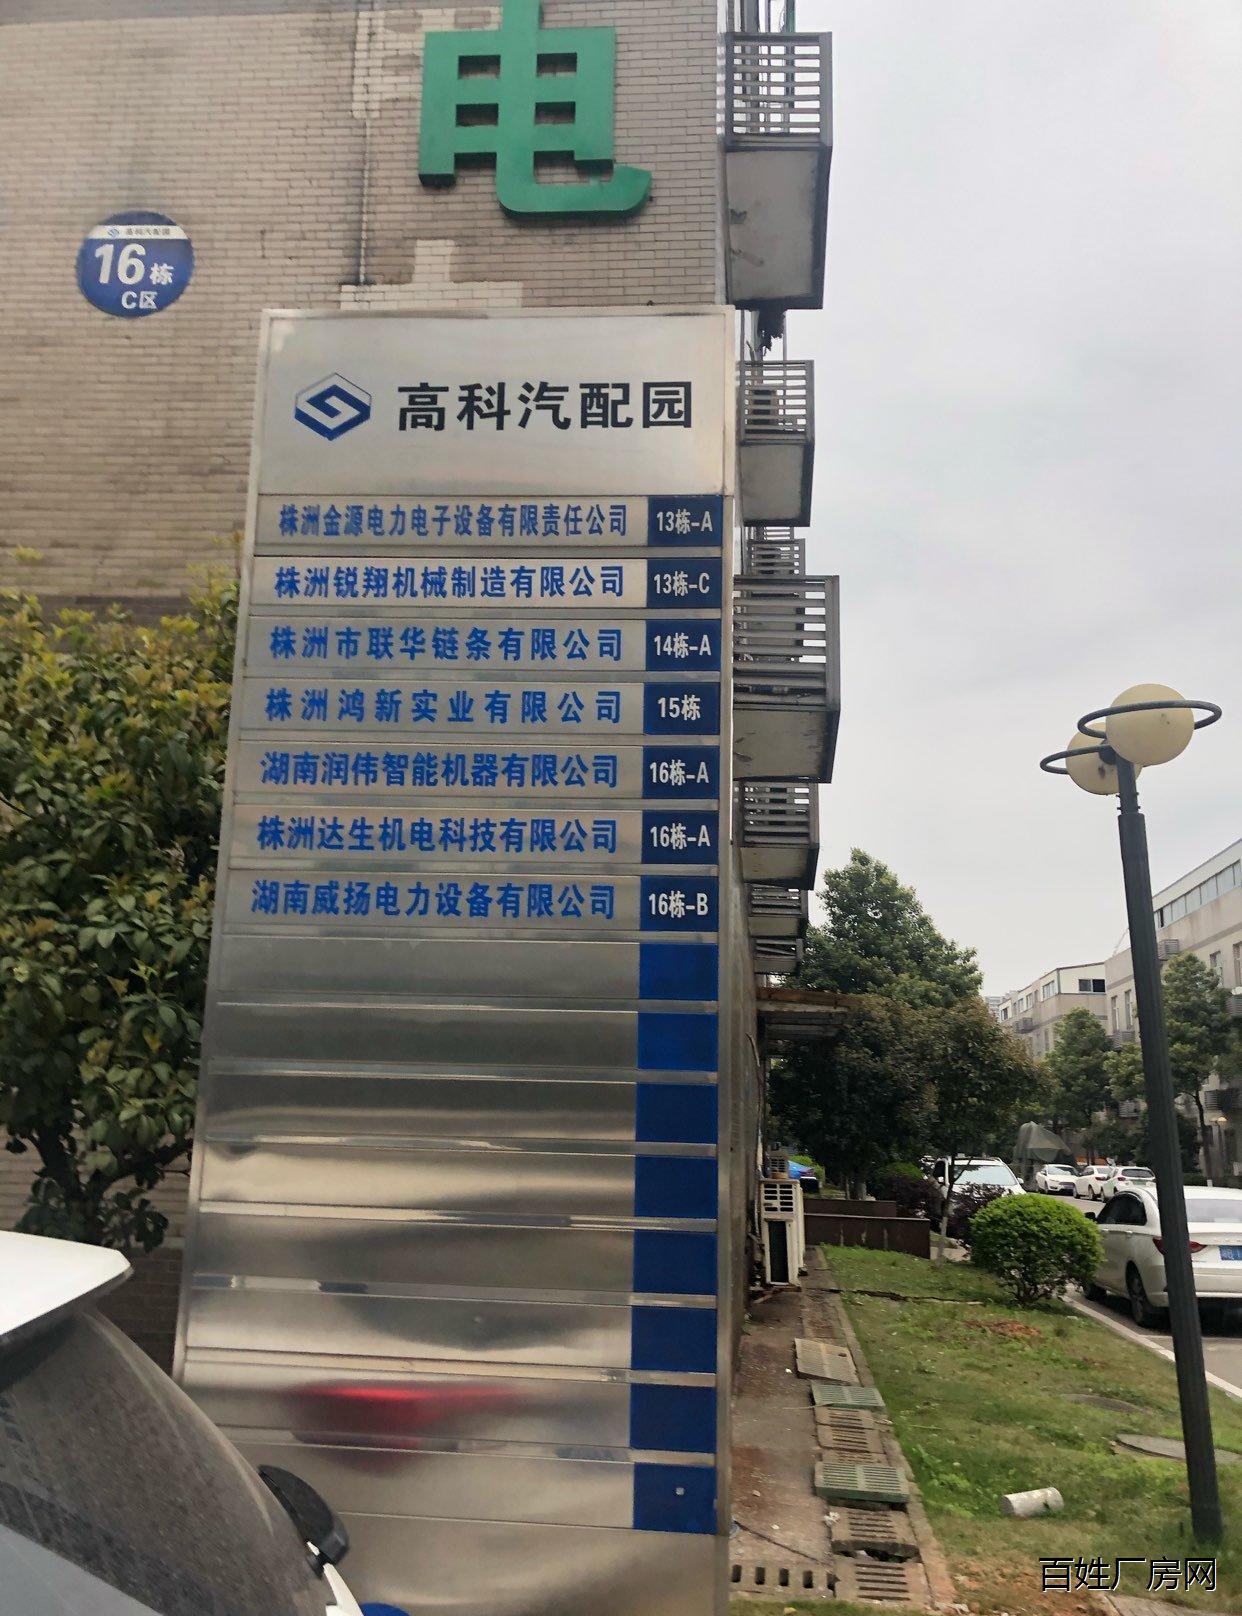 电
高科汽配园
16栋
C区
高科汽配园
株洲金源电力电子设备有限责任公司 13栋-A
株洲锐翔机械制造有限公司 13栋-C
株洲市联华链条有限公司 14栋-A
株洲鸿新实业有限公司 15栋
湖南润伟智能机器有限公司 16栋-A
株洲达生机电科技有限公司 16栋-A
湖南威扬电力设备有限公司 16栋-B
百姓厂房网